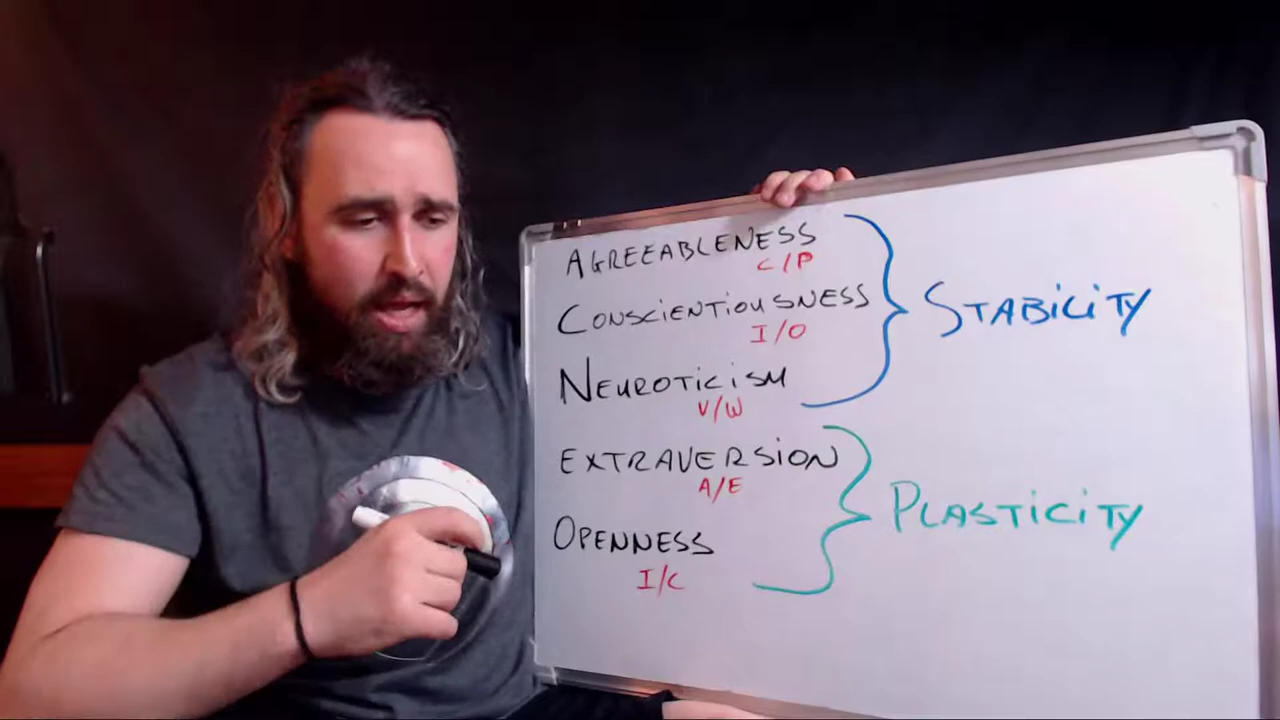 AGREEABLENESS
C/P
CONSCIENTIOUSNESS
I/O
STABILITY
NEUROTICISM
V/W
EXTRAVERSION
A/E
PLASTICITY
OPENNESS
I/C